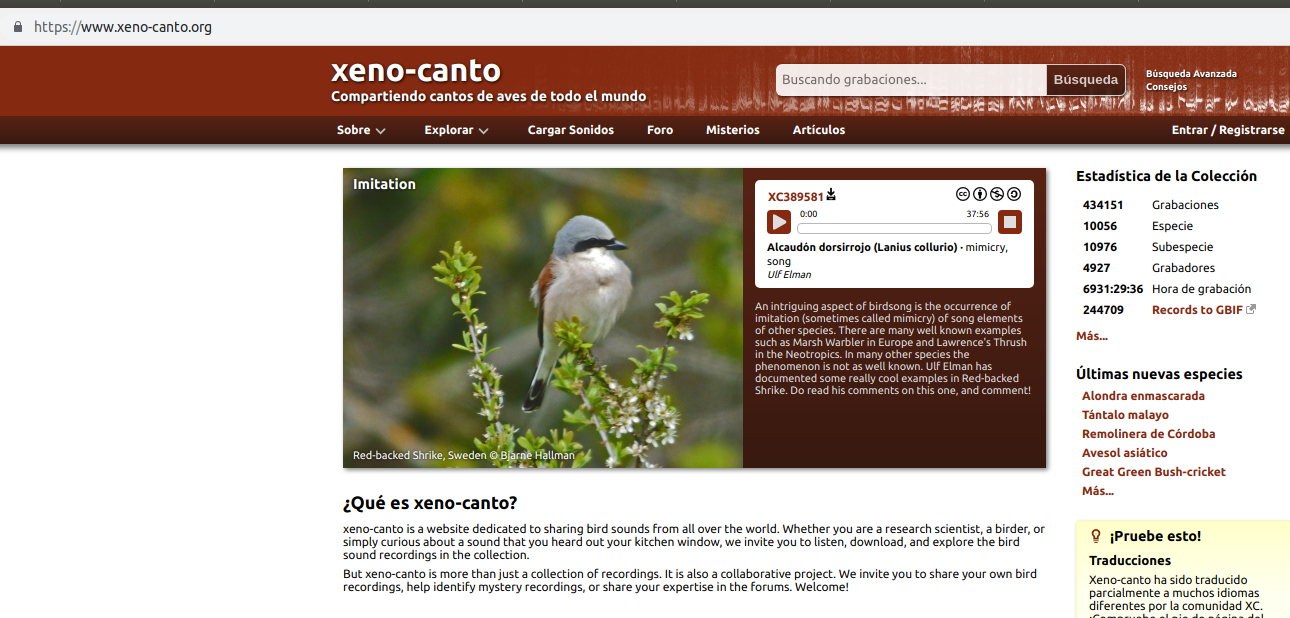 https://www.xeno-canto.org
xeno-canto
Compartiendo cantos de aves de todo el mundo
Buscando grabaciones...
Búsqueda
Búsqueda Avanzada
Consejos
Sobre
Explorar
Cargar Sonidos
Foro
Misterios
Artículos
Entrar / Registrarse
Imitation
Red-backed Shrike, Sweden © Bjarne Hallman
XC389581
0:00
37:56
Alcaudón dorsirrojo (Lanius collurio) · mimicry,
song
Ulf Elman
An intriguing aspect of birdsong is the occurrence of
imitation (sometimes called mimicry) of song elements
of other species. There are many well known examples
such as Marsh Warbler in Europe and Lawrence's Thrush
in the Neotropics. In many other species the
phenomenon is not as well known. Ulf Elman has
documented some really cool examples in Red-backed
Shrike. Do read his comments on this one, and comment!
¿Qué es xeno-canto?
xeno-canto is a website dedicated to sharing bird sounds from all over the world. Whether you are a research scientist, a birder, or
simply curious about a sound that you heard out your kitchen window, we invite you to listen, download, and explore the bird
sound recordings in the collection.
But xeno-canto is more than just a collection of recordings. It is also a collaborative project. We invite you to share your own bird
recordings, help identify mystery recordings, or share your expertise in the forums. Welcome!
Estadística de la Colección
434151 Grabaciones
10056 Especie
10976 Subespecie
4927 Grabadores
6931:29:36 Hora de grabación
244709 Records to GBIF
Más...
Últimas nuevas especies
Alondra enmascarada
Tántalo malayo
Remolinera de Córdoba
Avesol asiático
Great Green Bush-cricket
Más...
¡Pruebe esto!
Traducciones
Xeno-canto ha sido traducido
parcialmente a muchos idiomas
diferentes por la comunidad XC.